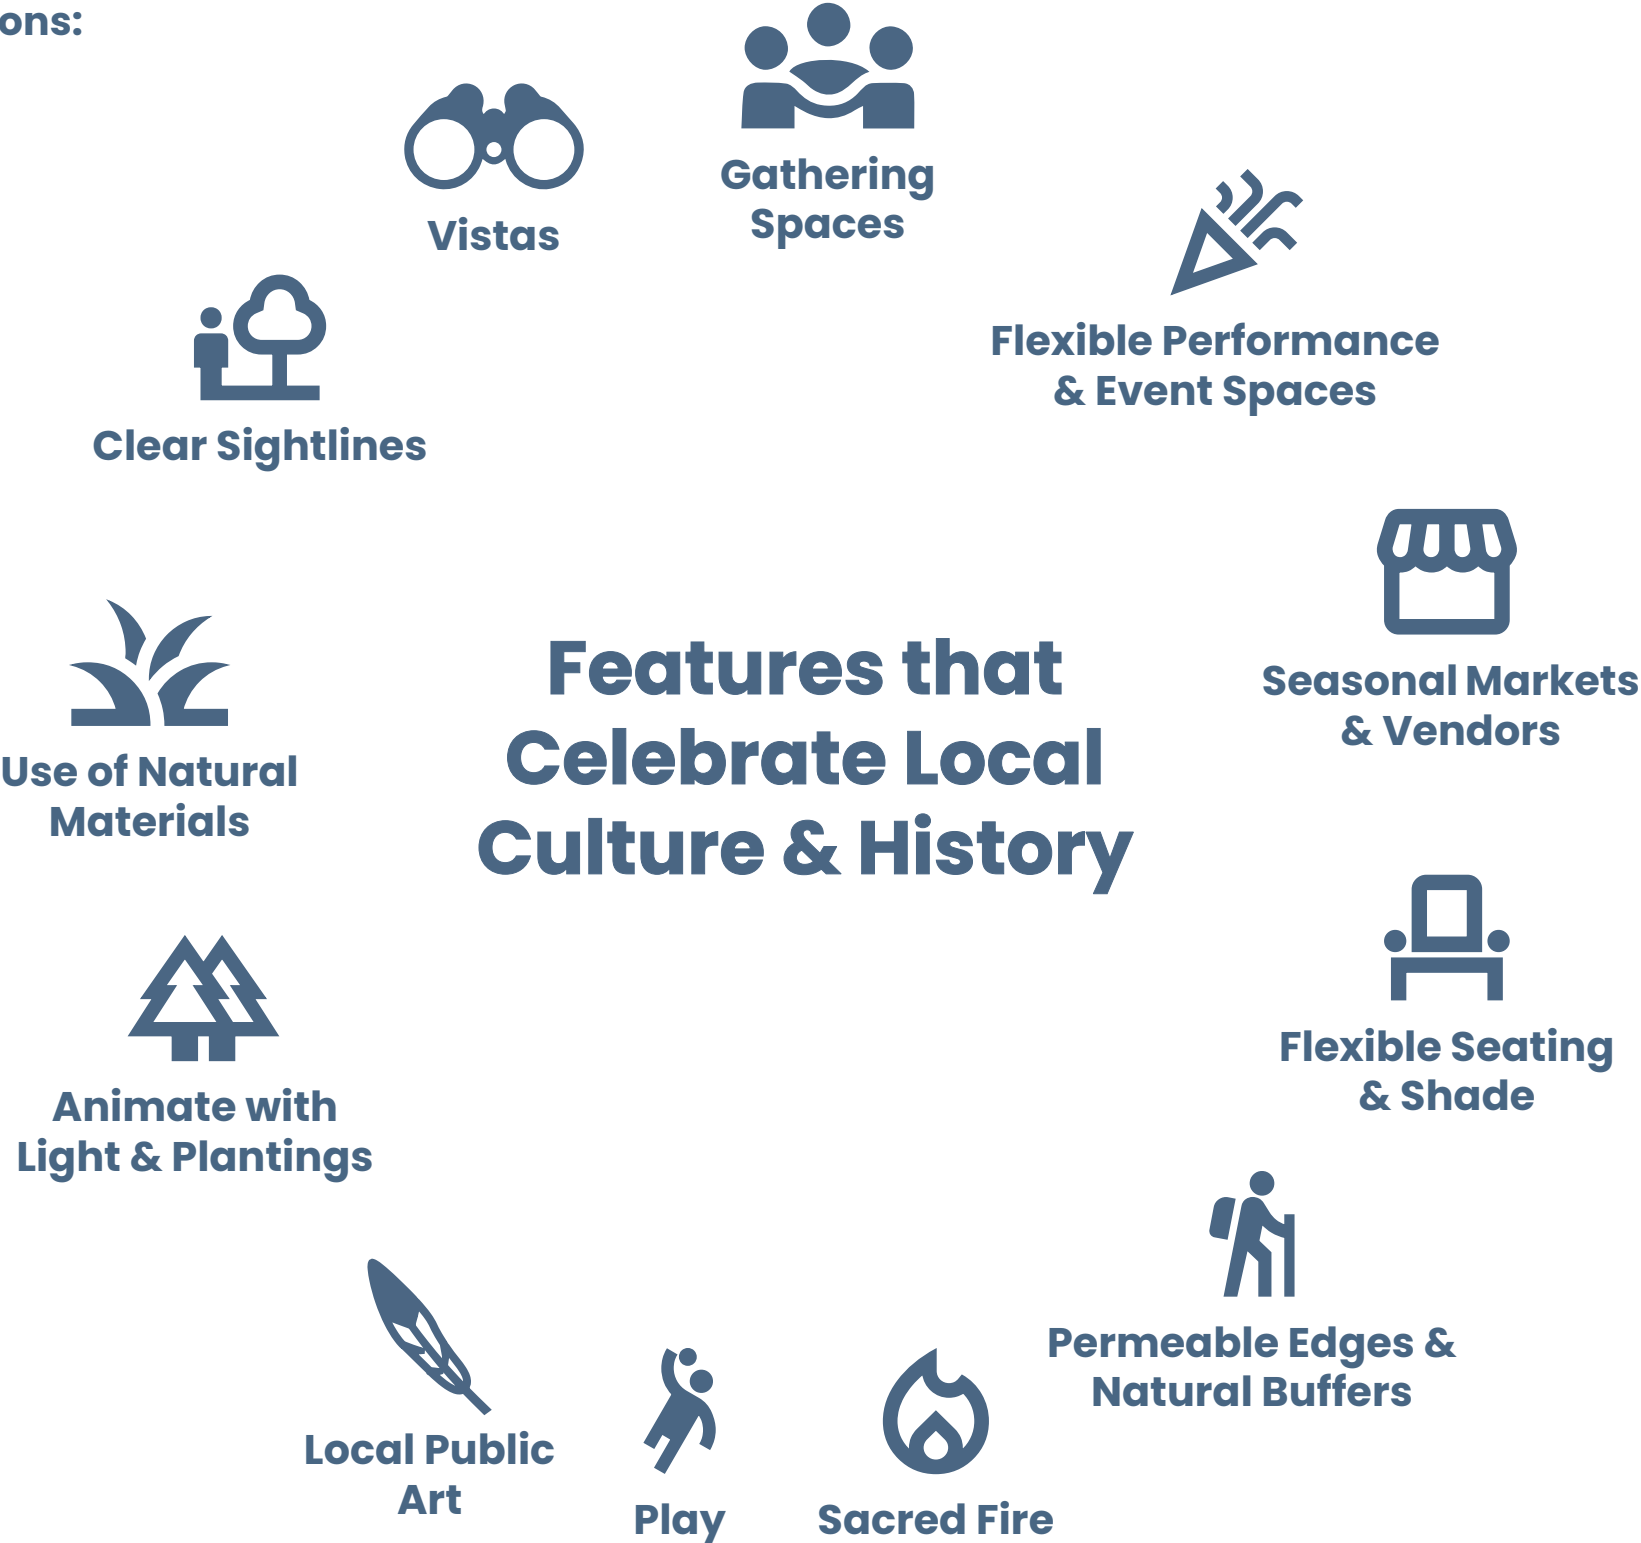 ons:
Gathering
Spaces
Vistas
Flexible Performance
& Event Spaces
Clear Sightlines
Seasonal Markets
& Vendors
Features that
Celebrate Local
Culture & History
Use of Natural
Materials
Flexible Seating
& Shade
Animate with
Light & Plantings
Permeable Edges &
Natural Buffers
Local Public
Art
Play
Sacred Fire